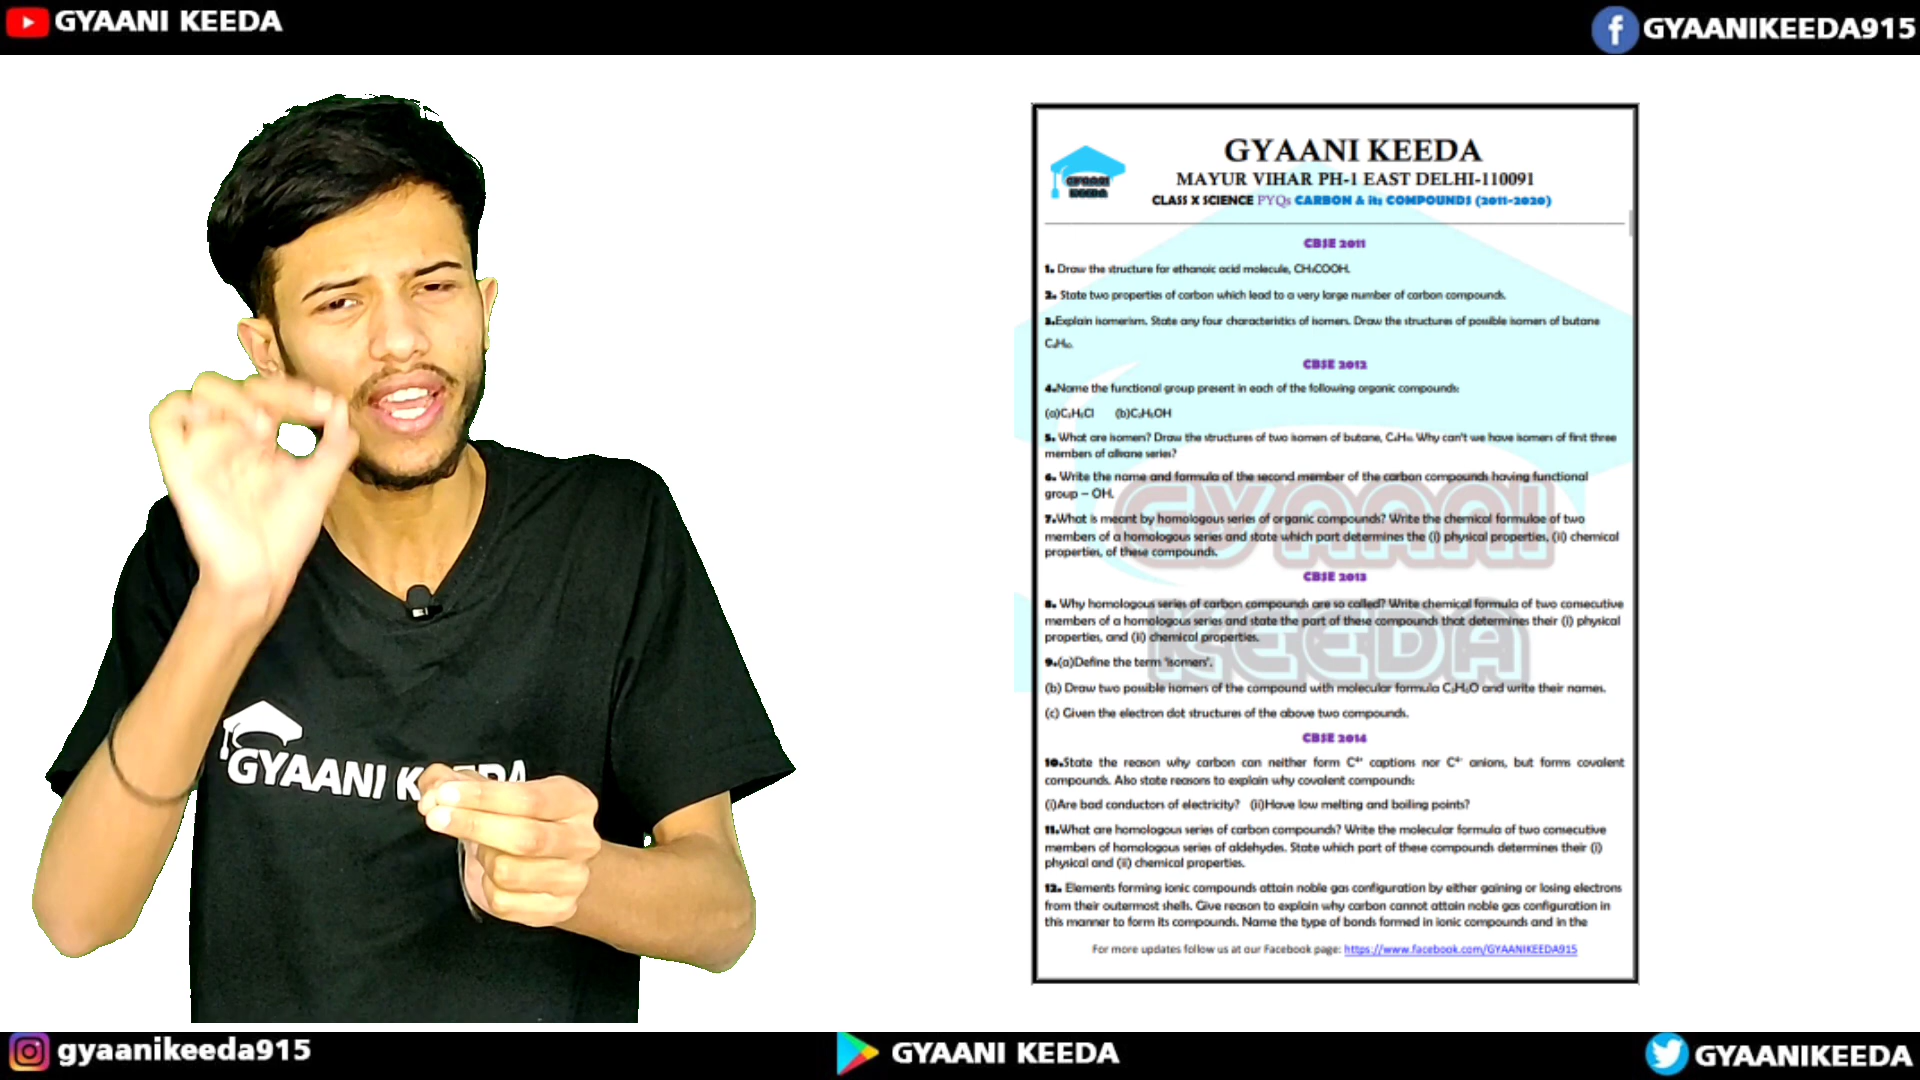 GYAANI KEEDA
GYAANIKEEDA915
GYAANI KEEDA
GYAANI KEEDA
MAYUR VIHAR PH-1 EAST DELHI-110091
CLASS X SCIENCE PYQs CARBON & its COMPOUNDS (2011-2020)
CBSE 2011
1. Draw the structure for ethanoic acid molecule, CH₃COOH.
2. State two properties of carbon which lead to a very large number of carbon compounds.
3.Explain isomerism. State any four characteristics of isomers. Draw the structures of possible isomers of butane
C₄H₁₀.
CBSE 2012
4.Name the functional group present in each of the following organic compounds:
(a)C₂H₅Cl (b)C₂H₅OH
5. What are isomers? Draw the structures of two isomers of butane, C₄H₁₀. Why can't we have isomers of first three
members of alkane series?
6. Write the name and formula of the second member of the carbon compounds having functional
group – OH.
7.What is meant by homologous series of organic compounds? Write the chemical formulae of two
members of a homologous series and state which part determines the (i) physical properties, (ii) chemical
properties, of these compounds.
CBSE 2013
8. Why homologous series of carbon compounds are so called? Write chemical formula of two consecutive
members of a homologous series and state the part of these compounds that determines their (i) physical
properties, and (ii) chemical properties.
9.(a)Define the term 'isomers'.
(b) Draw two possible isomers of the compound with molecular formula C₃H₆O and write their names.
(c) Given the electron dot structures of the above two compounds.
CBSE 2014
10.State the reason why carbon can neither form C⁴⁺ captions nor C⁴⁻ anions, but forms covalent
compounds. Also state reasons to explain why covalent compounds:
(i)Are bad conductors of electricity? (ii)Have low melting and boiling points?
11.What are homologous series of carbon compounds? Write the molecular formula of two consecutive
members of homologous series of aldehydes. State which part of these compounds determines their (i)
physical and (ii) chemical properties.
12. Elements forming ionic compounds attain noble gas configuration by either gaining or losing electrons
from their outermost shells. Give reason to explain why carbon cannot attain noble gas configuration in
this manner to form its compounds. Name the type of bonds formed in ionic compounds and in the
For more updates follow us at our Facebook page: https://www.facebook.com/GYAANIKEEDA915
GYAANI
KEEDA
GYAANI KEEDA
gyaanikeeda915
GYAANI KEEDA
GYAANIKEEDA